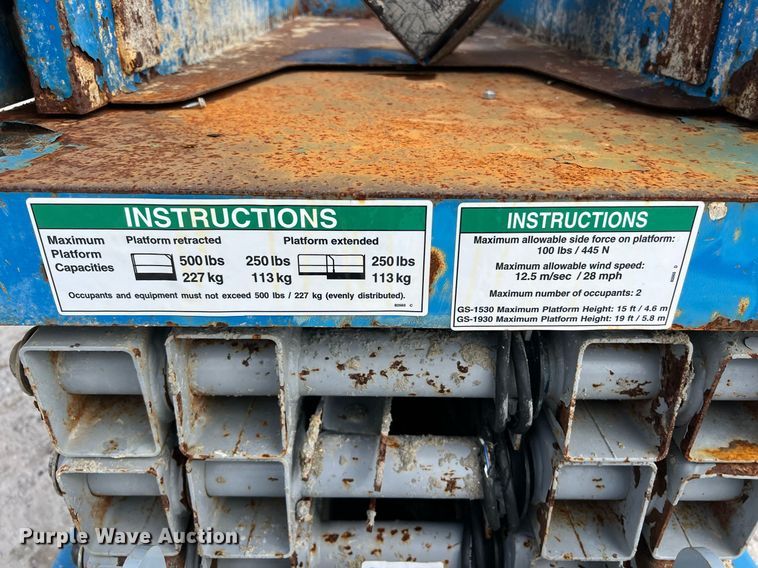 INSTRUCTIONS
Maximum Platform Capacities
Platform retracted
500 lbs
227 kg
Platform extended
250 lbs
113 kg
250 lbs
113 kg
Occupants and equipment must not exceed 500 lbs / 227 kg (evenly distributed).
INSTRUCTIONS
Maximum allowable side force on platform:
100 lbs / 445 N
Maximum allowable wind speed:
12.5 m/sec / 28 mph
Maximum number of occupants: 2
GS-1530 Maximum Platform Height: 15 ft / 4.6 m
GS-1930 Maximum Platform Height: 19 ft / 5.8 m
Purple Wave Auction